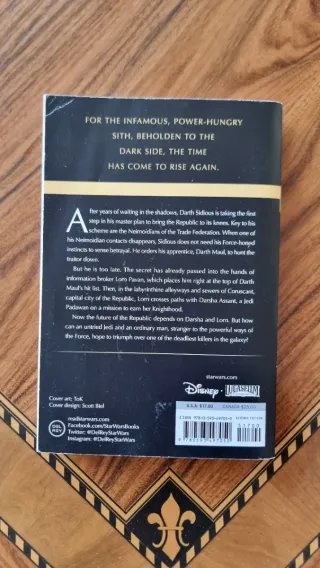 FOR THE INFAMOUS, POWER-HUNGRY
SITH, BEHOLDEN TO THE
DARK SIDE, THE TIME
HAS COME TO RISE AGAIN.
After years of waiting in the shadows, Darth Sidious is taking the first
step in his master plan to bring the Republic to its knees. Key to his
scheme are the Neimoidians of the Trade Federation. When one of
his Neimoidian contacts disappears, Sidious does not need his Force-honed
instincts to sense betrayal. He orders his apprentice, Darth Maul, to hunt the
traitor down.
But he is too late. The secret has already passed into the hands of
information broker Lorn Pavan, which places him right at the top of Darth
Maul's hit list. Then, in the labyrinthine alleyways and sewers of Coruscant,
capital city of the Republic, Lorn crosses paths with Darsha Assant, a Jedi
Padawan on a mission to earn her Knighthood.
Now the future of the Republic depends on Darsha and Lorn. But how
can an untried Jedi and an ordinary man, stranger to the powerful ways of
the Force, hope to triumph over one of the deadliest killers in the galaxy?
starwars.com
Disney LUCASFILM
Cover art: TsK
Cover design: Scott Biel
U.S.A. $17.00
DEL REY
readstarwars.com
Facebook.com/StarWarsBooks
Twitter: @DelReyStarWars
Instagram: @DelReyStarWars
51700